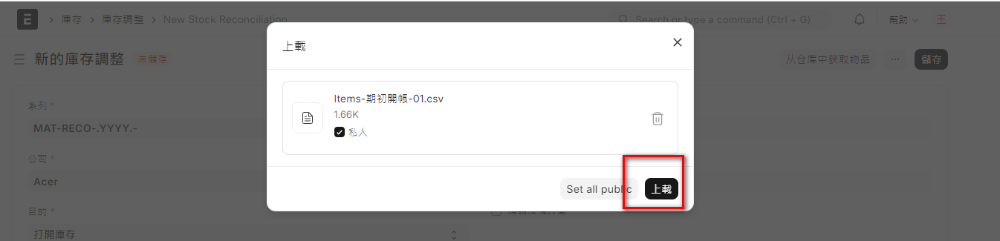 E 庫存 庫存調整 New Stock Reconciliation Search or type a command (Ctrl + G) 幫助 王
上載
新的庫存調整 未儲存 从仓库中获取物品 ... 儲存
Items-期初開帳-01.csv
1.66K
私人
系列 *
MAT-RECO-.YYYY.-
公司 *
Acer
Set all public 上載
目的 *
打開庫存